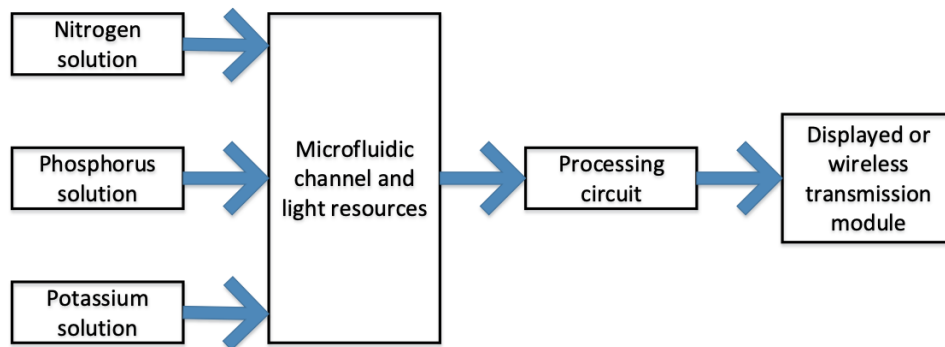 Nitrogen
solution
Phosphorus
solution
Potassium
solution
Microfluidic
channel and
light resources
Processing
circuit
Displayed or
wireless
transmission
module